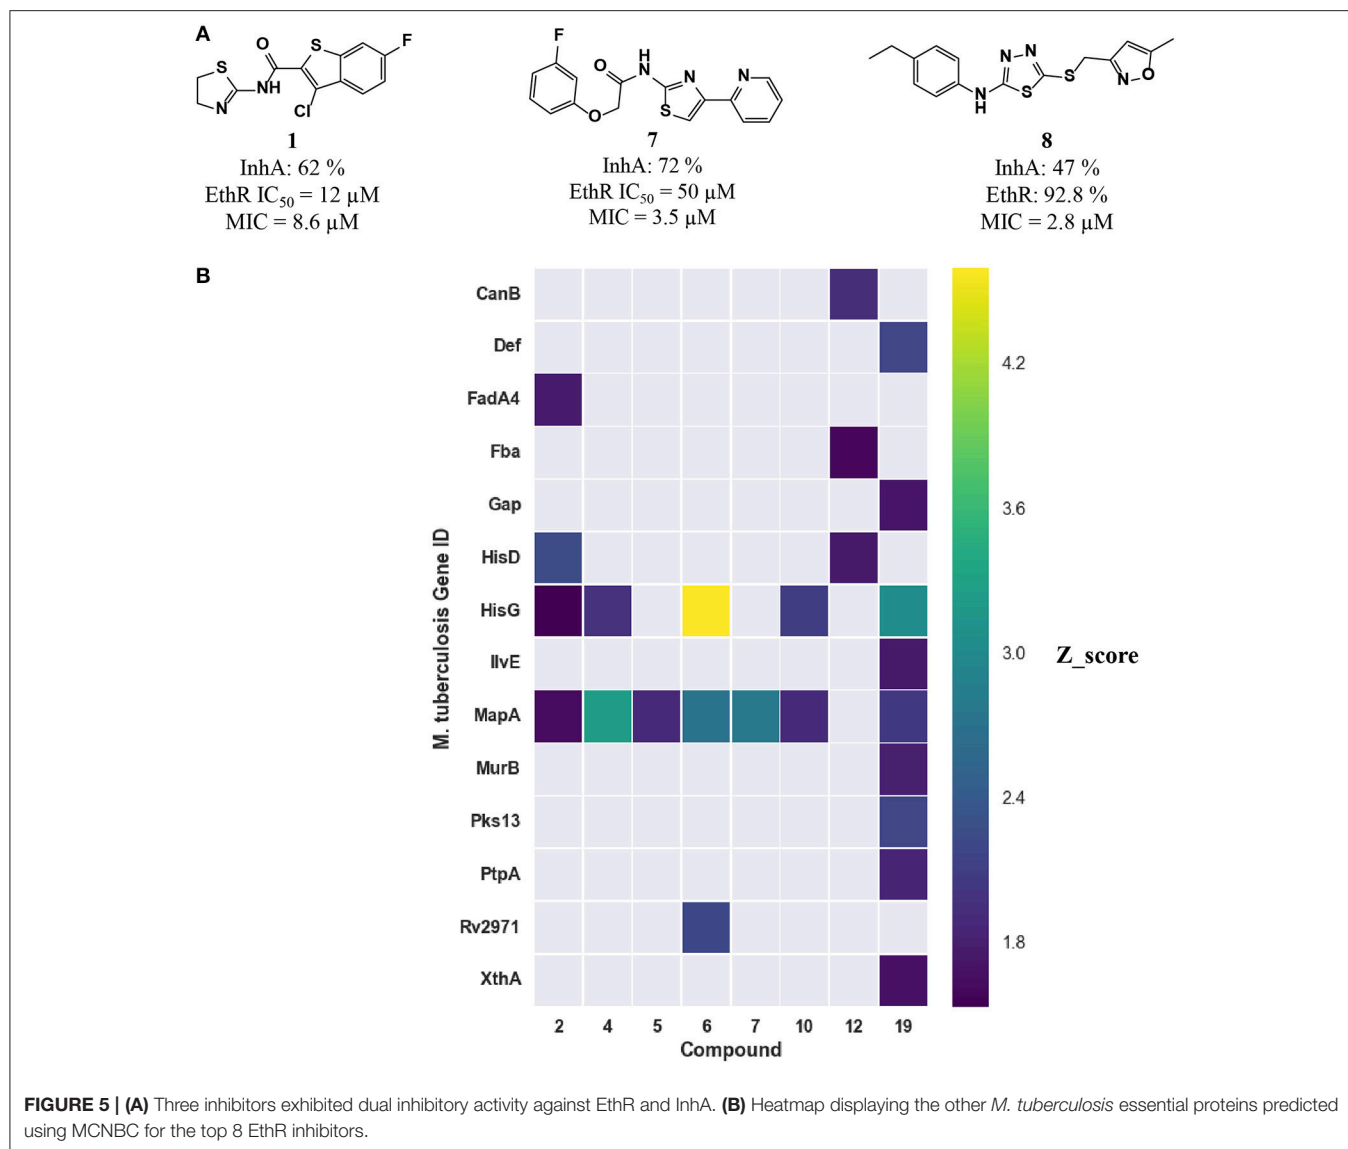 A
S
N
NH
O
S
Cl
F
F
O
O
H
N
N
S
N
N
H
N N
S
S
N
O
1
InhA: 62 %
EthR IC50 = 12 µM
MIC = 8.6 µM
7
InhA: 72 %
EthR IC50 = 50 µM
MIC = 3.5 µM
8
InhA: 47 %
EthR: 92.8 %
MIC = 2.8 µM
B
M. tuberculosis Gene ID
CanB
Def
FadA4
Fba
Gap
HisD
HisG
IlvE
MapA
MurB
Pks13
PtpA
Rv2971
XthA
2 4 5 6 7 10 12 19
Compound
4.2
3.6
3.0
2.4
1.8
Z_score
FIGURE 5 | (A) Three inhibitors exhibited dual inhibitory activity against EthR and InhA. (B) Heatmap displaying the other M. tuberculosis essential proteins predicted
using MCNBC for the top 8 EthR inhibitors.